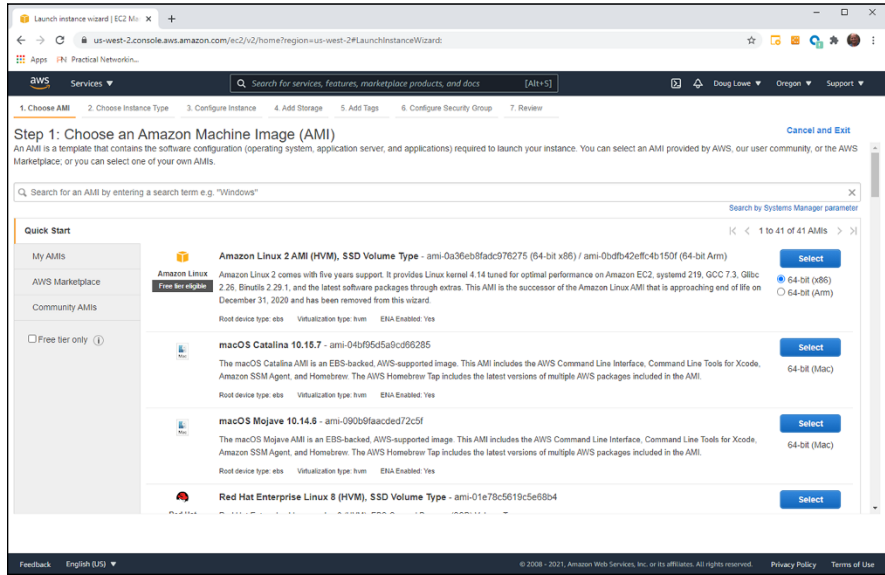 Launch instance wizard | EC2 Ma
us-west-2.console.aws.amazon.com/ec2/v2/home?region=us-west-2#LaunchInstanceWizard:
Apps
Practical Networkin...
aws
Services
Search for services, features, marketplace products, and docs
[Alt+S]
Doug Lowe
Oregon
Support
1. Choose AMI
2. Choose Instance Type
3. Configure Instance
4. Add Storage
5. Add Tags
6. Configure Security Group
7. Review
Step 1: Choose an Amazon Machine Image (AMI)
Cancel and Exit
An AMI is a template that contains the software configuration (operating system, application server, and applications) required to launch your instance. You can select an AMI provided by AWS, our user community, or the AWS
Marketplace; or you can select one of your own AMIs.
Search for an AMI by entering a search term e.g. "Windows"
Search by Systems Manager parameter
Quick Start
1 to 41 of 41 AMIs
My AMIs
AWS Marketplace
Community AMIs
Free tier only
Amazon Linux
Free tier eligible
Amazon Linux 2 AMI (HVM), SSD Volume Type - ami-0a36eb8fadc976275 (64-bit x86) / ami-0bdfb42effc4b150f (64-bit Arm)
Amazon Linux 2 comes with five years support. It provides Linux kernel 4.14 tuned for optimal performance on Amazon EC2, systemd 219, GCC 7.3, Glibc
2.26, Binutils 2.29.1, and the latest software packages through extras. This AMI is the successor of the Amazon Linux AMI that is approaching end of life on
December 31, 2020 and has been removed from this wizard.
Root device type: ebs Virtualization type: hvm ENA Enabled: Yes
Select
64-bit (x86)
64-bit (Arm)
Mac
macOS Catalina 10.15.7 - ami-04bf95d5a9cd66285
The macOS Catalina AMI is an EBS-backed, AWS-supported image. This AMI includes the AWS Command Line Interface, Command Line Tools for Xcode,
Amazon SSM Agent, and Homebrew. The AWS Homebrew Tap includes the latest versions of multiple AWS packages included in the AMI.
Root device type: ebs Virtualization type: hvm ENA Enabled: Yes
Select
64-bit (Mac)
Mac
macOS Mojave 10.14.6 - ami-090b9faacded72c5f
The macOS Mojave AMI is an EBS-backed, AWS-supported image. This AMI includes the AWS Command Line Interface, Command Line Tools for Xcode,
Amazon SSM Agent, and Homebrew. The AWS Homebrew Tap includes the latest versions of multiple AWS packages included in the AMI.
Root device type: ebs Virtualization type: hvm ENA Enabled: Yes
Select
64-bit (Mac)
Red Hat Enterprise Linux 8 (HVM), SSD Volume Type - ami-01e78c5619c5e68b4
Select
Feedback
English (US)
© 2008 - 2021, Amazon Web Services, Inc. or its affiliates. All rights reserved.
Privacy Policy
Terms of Use